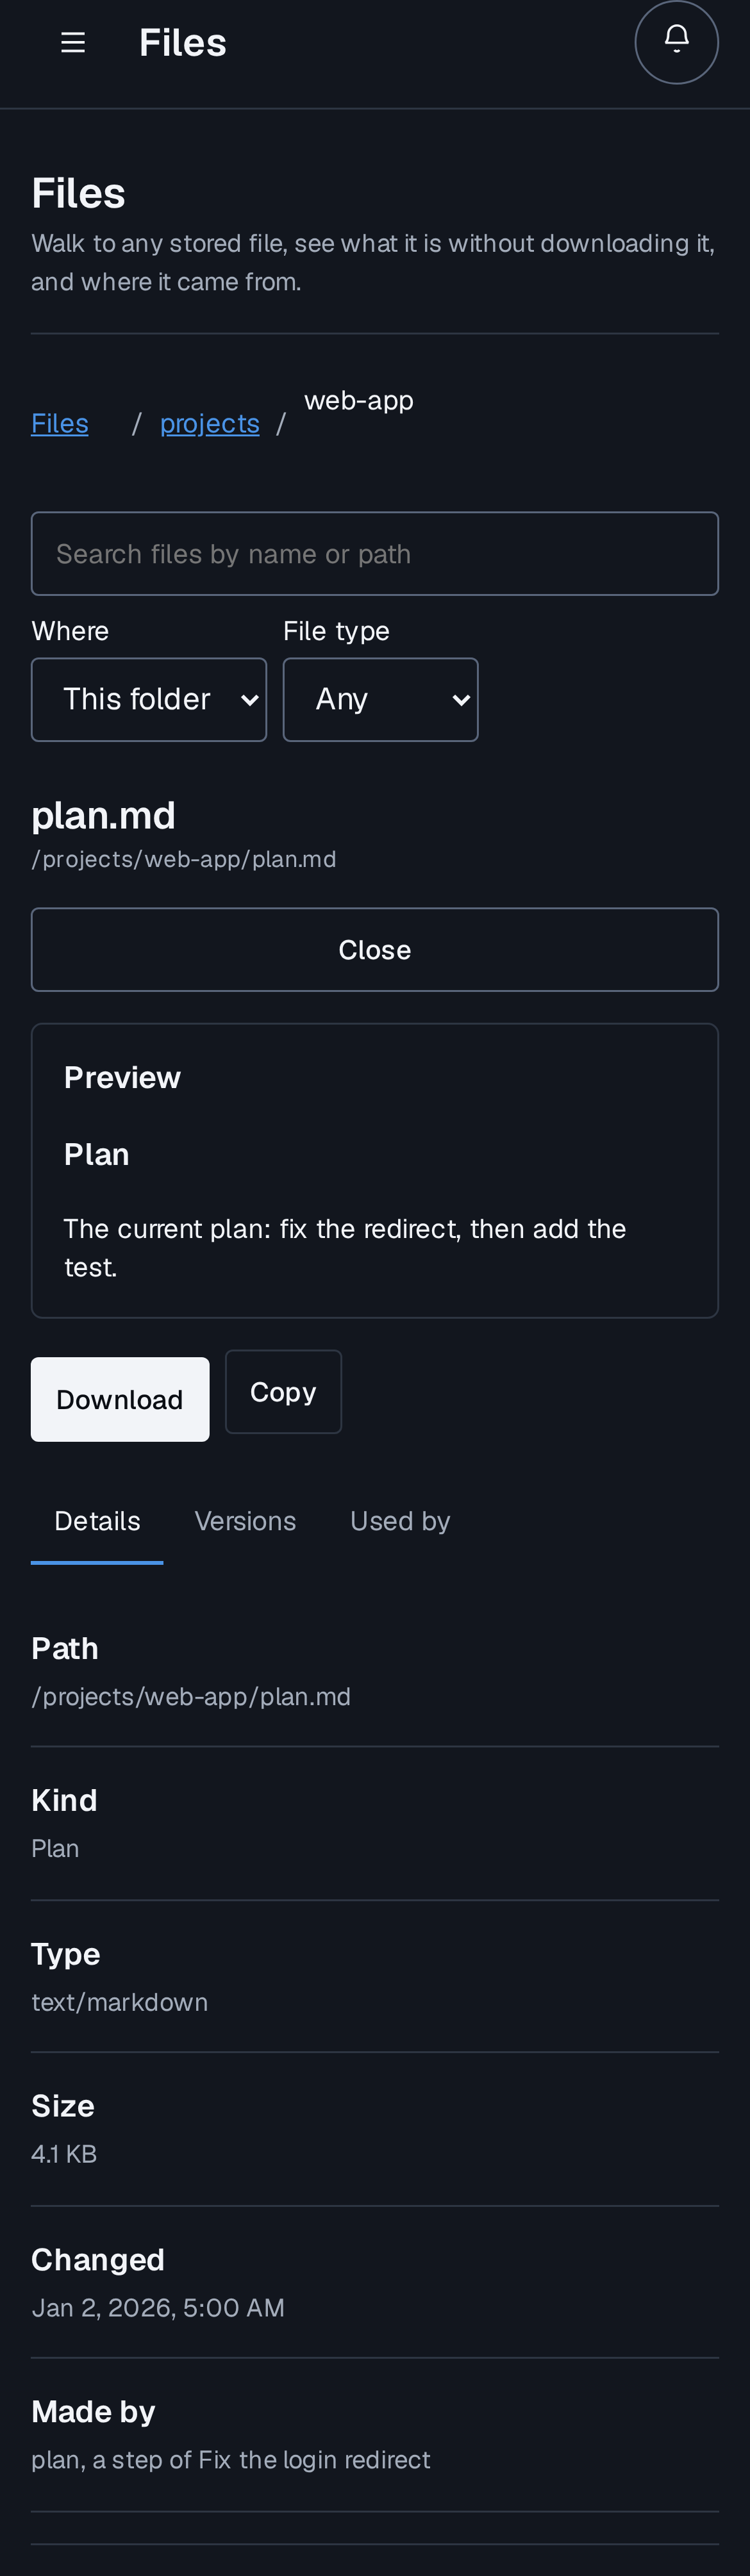 Files
Files
Walk to any stored file, see what it is without downloading it,
and where it came from.
Files / projects / web-app
Search files by name or path
Where File type
This folder Any
plan.md
/projects/web-app/plan.md
Close
Preview
Plan
The current plan: fix the redirect, then add the
test.
Download Copy
Details Versions Used by
Path
/projects/web-app/plan.md
Kind
Plan
Type
text/markdown
Size
4.1 KB
Changed
Jan 2, 2026, 5:00 AM
Made by
plan, a step of Fix the login redirect